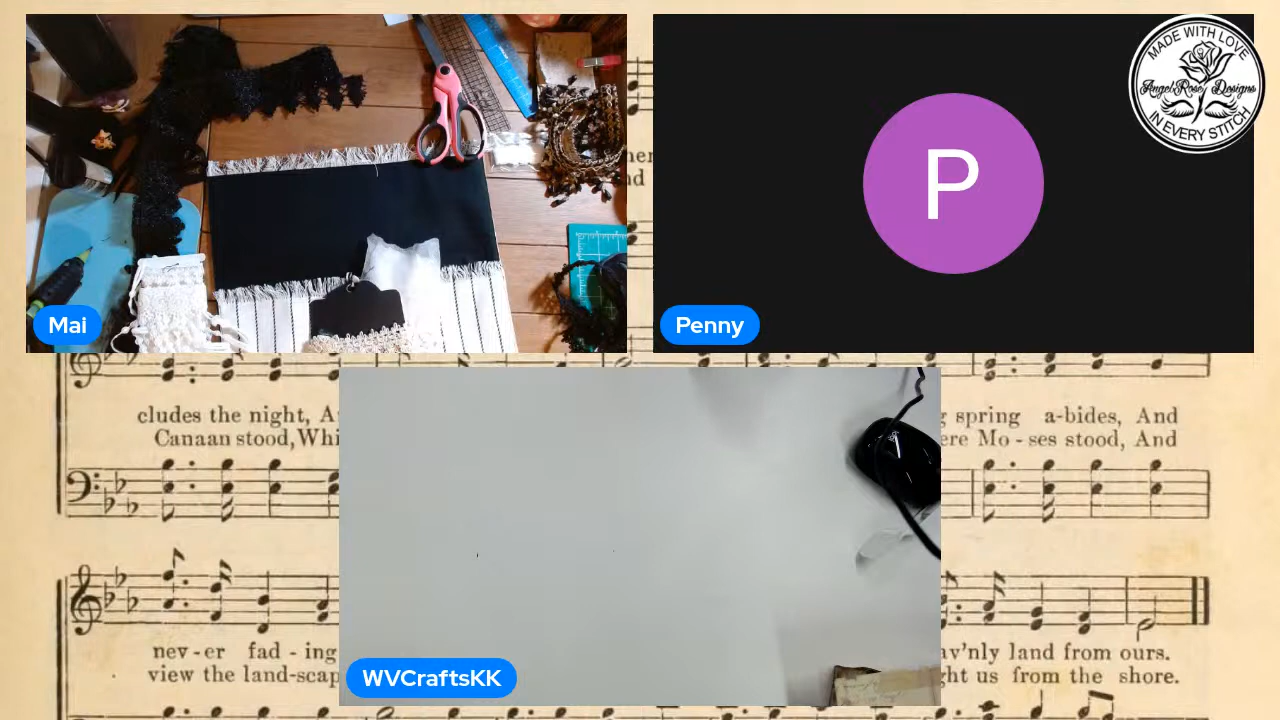 MADE WITH LOVE
AngelRose Designs
IN EVERY STITCH
P
Mai
Penny
cludes the night,
spring a-bides, And
Canaan stood, Whi
ere Mo-ses stood, And
WVCraftsKK
nev-er fad-ing
av'nly land from ours.
view the land-scap
ght us from the shore.